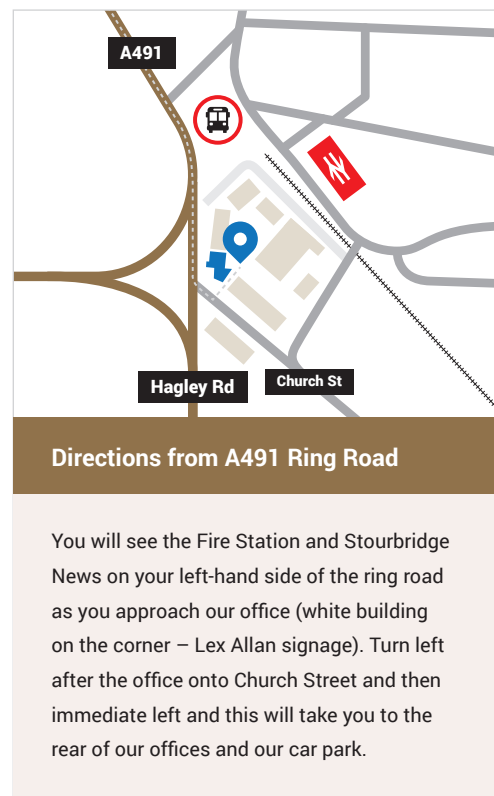 A491
Hagley Rd
Church St
Directions from A491 Ring Road
You will see the Fire Station and Stourbridge
News on your left-hand side of the ring road
as you approach our office (white building
on the corner – Lex Allan signage). Turn left
after the office onto Church Street and then
immediate left and this will take you to the
rear of our offices and our car park.